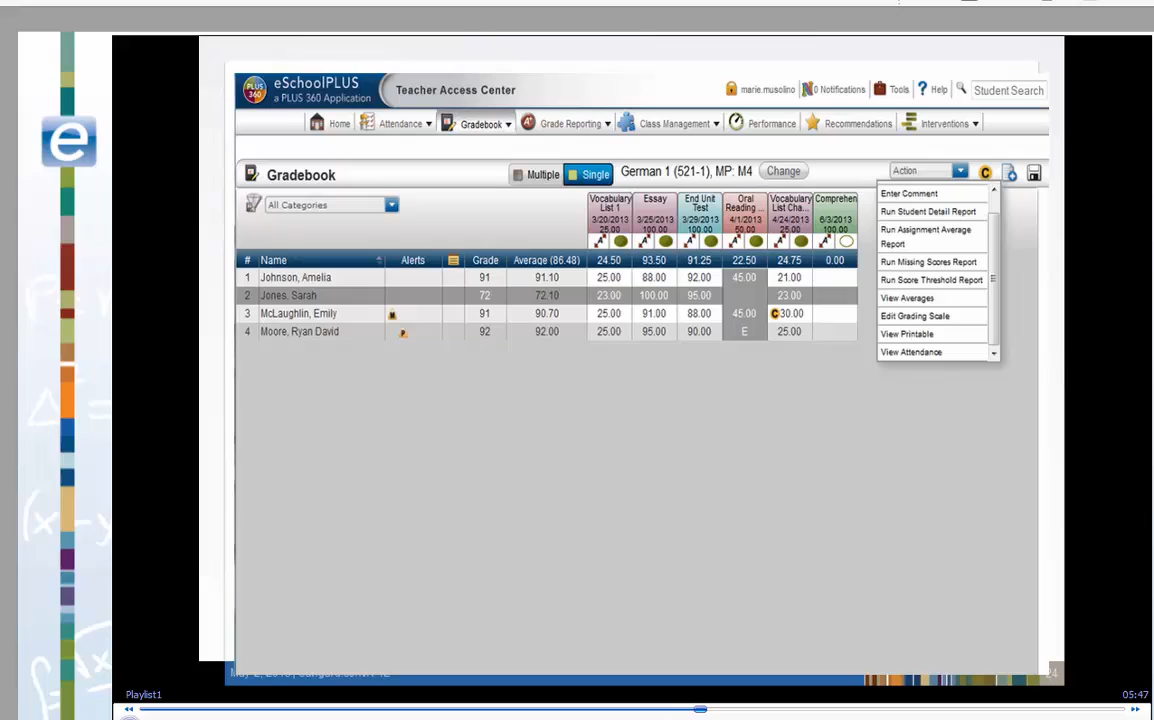 eSchoolPLUS
a PLUS 360 Application
PLUS 360
Teacher Access Center
marie.musolino
0 Notifications
Tools
Help
Student Search
Home
Attendance
Gradebook
Grade Reporting
Class Management
Performance
Recommendations
Interventions
Gradebook
Multiple
Single
German 1 (521-1), MP: M4
Change
Action
All Categories
Vocabulary List 1 3/20/2013 25.00
Essay 3/25/2013 100.00
End Unit Test 3/29/2013 100.00
Oral Reading ... 4/1/2013 50.00
Vocabulary List Cha... 4/24/2013 25.00
Comprehen 6/3/2013 100.00
# Name Alerts Grade Average (86.48) 24.50 93.50 91.25 22.50 24.75 0.00
1 Johnson, Amelia 91 91.10 25.00 88.00 92.00 45.00 21.00
2 Jones, Sarah 72 72.10 23.00 100.00 95.00 23.00
3 McLaughlin, Emily 91 90.70 25.00 91.00 88.00 45.00 C 30.00
4 Moore, Ryan David 92 92.00 25.00 95.00 90.00 E 25.00
Enter Comment
Run Student Detail Report
Run Assignment Average
Report
Run Missing Scores Report
Run Score Threshold Report
View Averages
Edit Grading Scale
View Printable
View Attendance
24
Playlist1
05:47